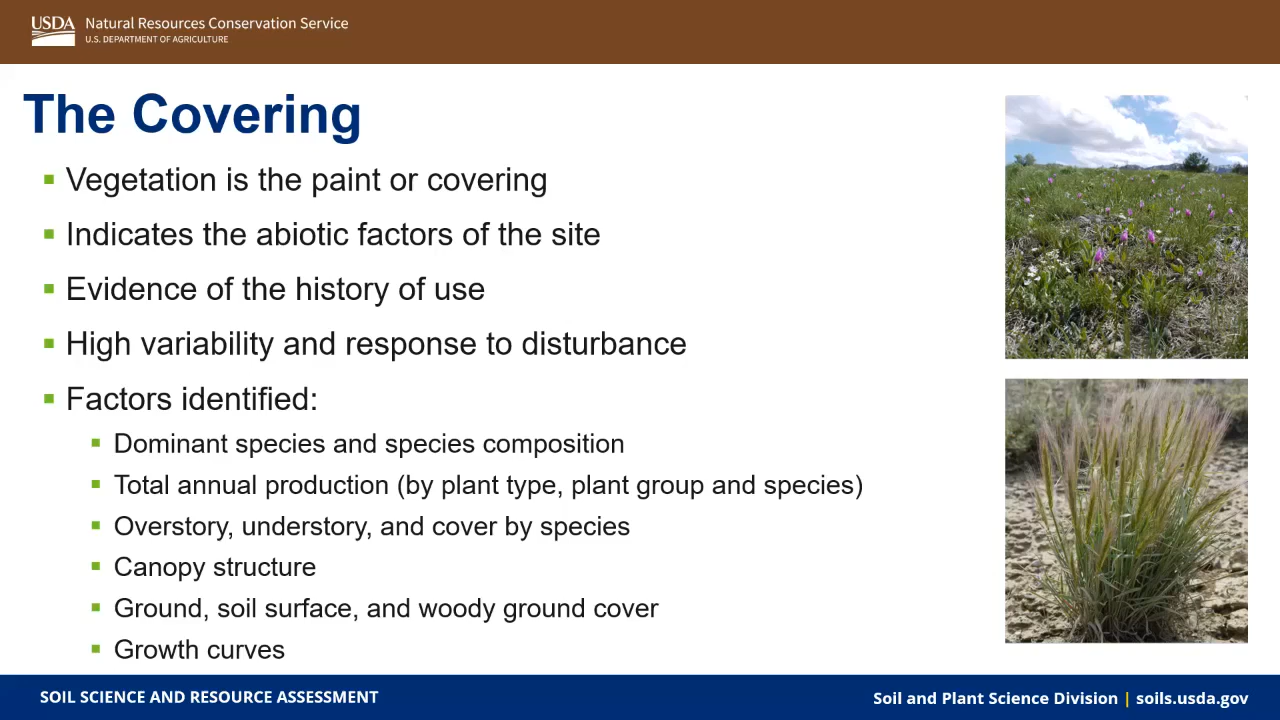 USDA
Natural Resources Conservation Service
U.S. DEPARTMENT OF AGRICULTURE
The Covering
Vegetation is the paint or covering
Indicates the abiotic factors of the site
Evidence of the history of use
High variability and response to disturbance
Factors identified:
Dominant species and species composition
Total annual production (by plant type, plant group and species)
Overstory, understory, and cover by species
Canopy structure
Ground, soil surface, and woody ground cover
Growth curves
SOIL SCIENCE AND RESOURCE ASSESSMENT
Soil and Plant Science Division | soils.usda.gov